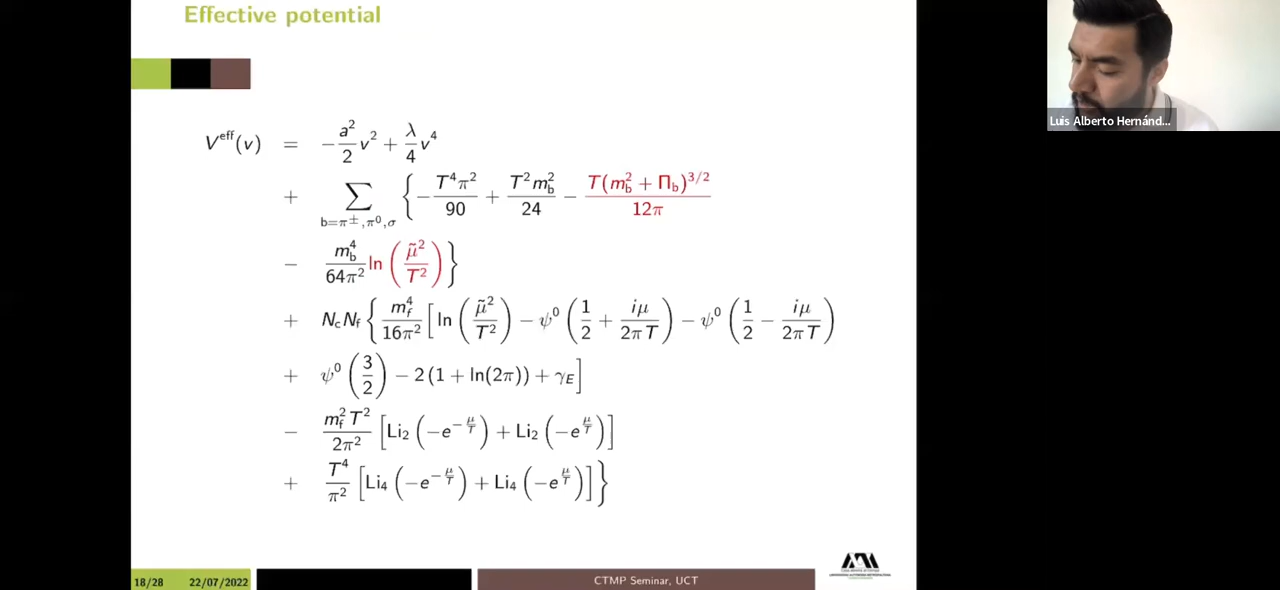 Effective potential
V^eff(v) = − a²/2 v² + λ/4 v⁴
+ ∑_{b=π^±,π⁰,σ} { − T⁴π²/90 + T²m_b²/24 − T(m_b² + Π_b)^{3/2}/12π
− m_b⁴/64π² ln ( μ̃²/T² ) }
+ N_c N_f { m_f⁴/16π² [ ln ( μ̃²/T² ) − ψ⁰ ( 1/2 + iμ/2πT ) − ψ⁰ ( 1/2 − iμ/2πT )
+ ψ⁰ ( 3/2 ) − 2 (1 + ln(2π)) + γ_E ]
− m_f² T²/2π² [ Li₂ ( −e^{−μ/T} ) + Li₂ ( −e^{μ/T} ) ]
+ T⁴/π² [ Li₄ ( −e^{−μ/T} ) + Li₄ ( −e^{μ/T} ) ] }
18/28 22/07/2022 CTMP Seminar, UCT
Luis Alberto Hernánd...